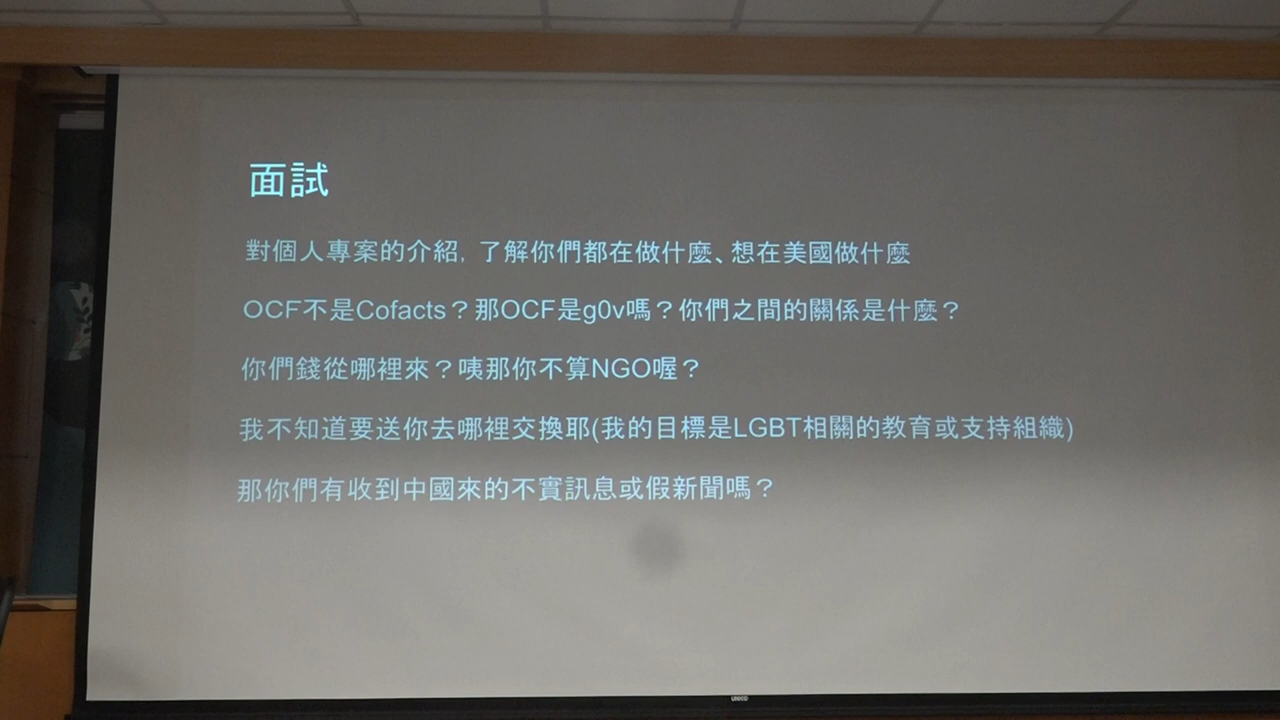 面試
對個人專案的介紹，了解你們都在做什麼、想在美國做什麼
OCF不是Cofacts？那OCF是g0v嗎？你們之間的關係是什麼？
你們錢從哪裡來？咦那你不算NGO喔？
我不知道要送你去哪裡交換耶(我的目標是LGBT相關的教育或支持組織)
那你們有收到中國來的不實訊息或假新聞嗎？